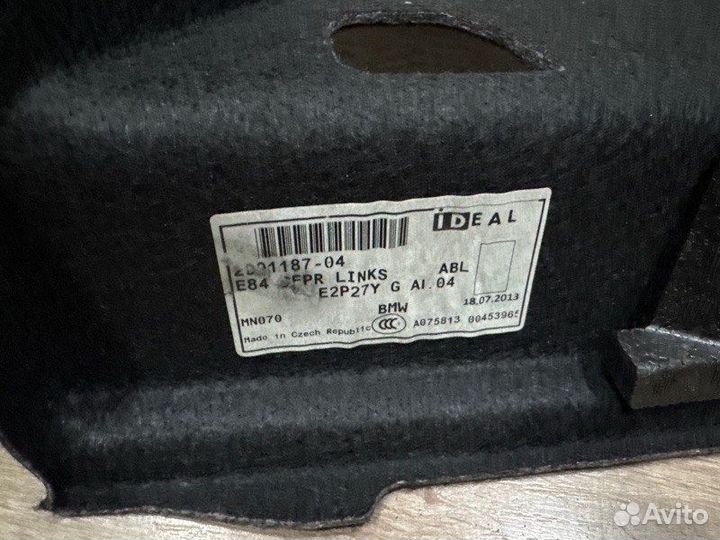 iDEAL
1187-04
E84 LINKS ABL
E2P27Y G AI.04
18.07.2013
MN070 BMW
Made in Czech Republic CCC A075813 00453965
Avito